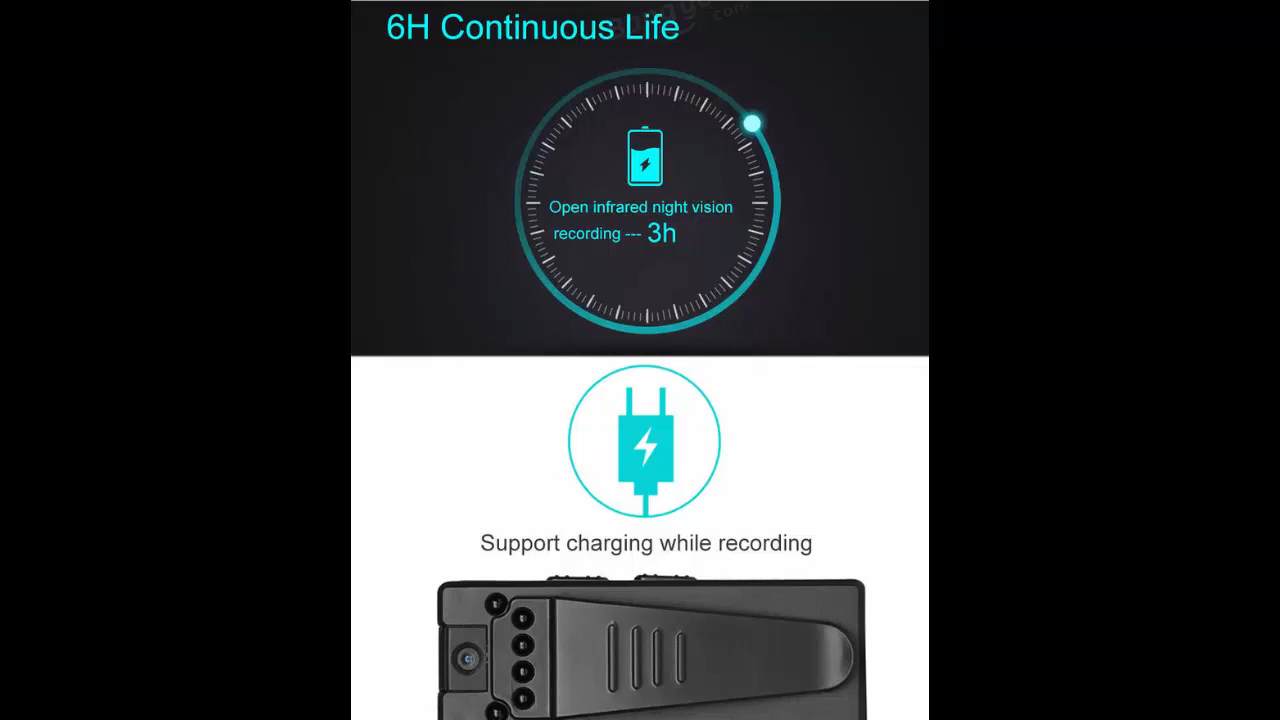 6H Continuous Life
Open infrared night vision
recording --- 3h
Support charging while recording